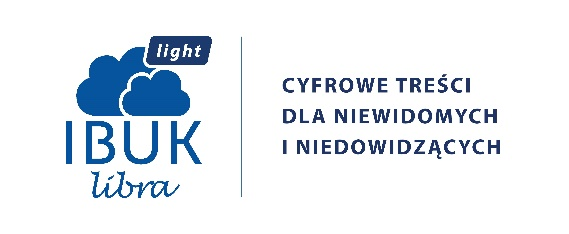 light
IBUK
libra
CYFROWE TREŚCI
DLA NIEWIDOMYCH
I NIEDOWIDZĄCYCH